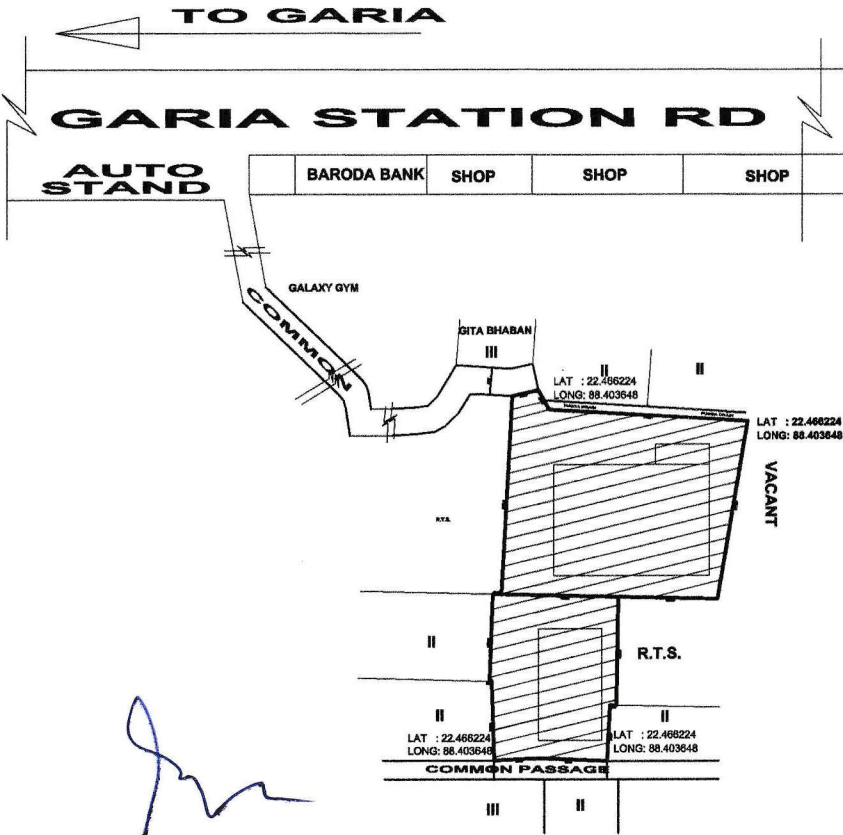 TO GARIA
GARIA STATION RD
AUTO
STAND
BARODA BANK
SHOP
SHOP
SHOP
GALAXY GYM
COMMON
GITA BHABAN
III
II
II
LAT : 22.466224
LONG: 88.403648
LAT : 22.466224
LONG: 88.403648
VACANT
R.T.S.
II
R.T.S.
II
LAT : 22.466224
LONG: 88.403648
II
LAT : 22.466224
LONG: 88.403648
COMMON PASSAGE
III
II